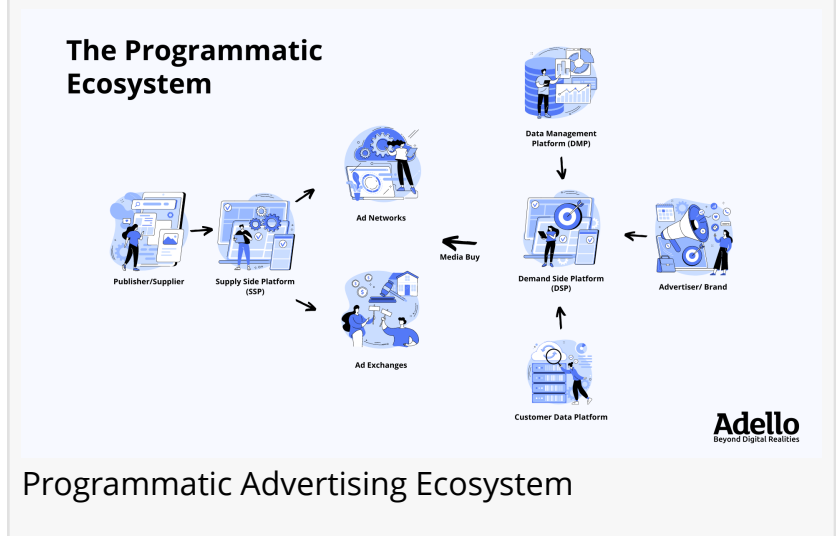 The Programmatic
Ecosystem
Data Management
Platform (DMP)
Ad Networks
Media Buy
Publisher/Supplier
Supply Side Platform
(SSP)
Demand Side Platform
(DSP)
Advertiser/ Brand
Ad Exchanges
Customer Data Platform
Adello
Beyond Digital Realities
Programmatic Advertising Ecosystem